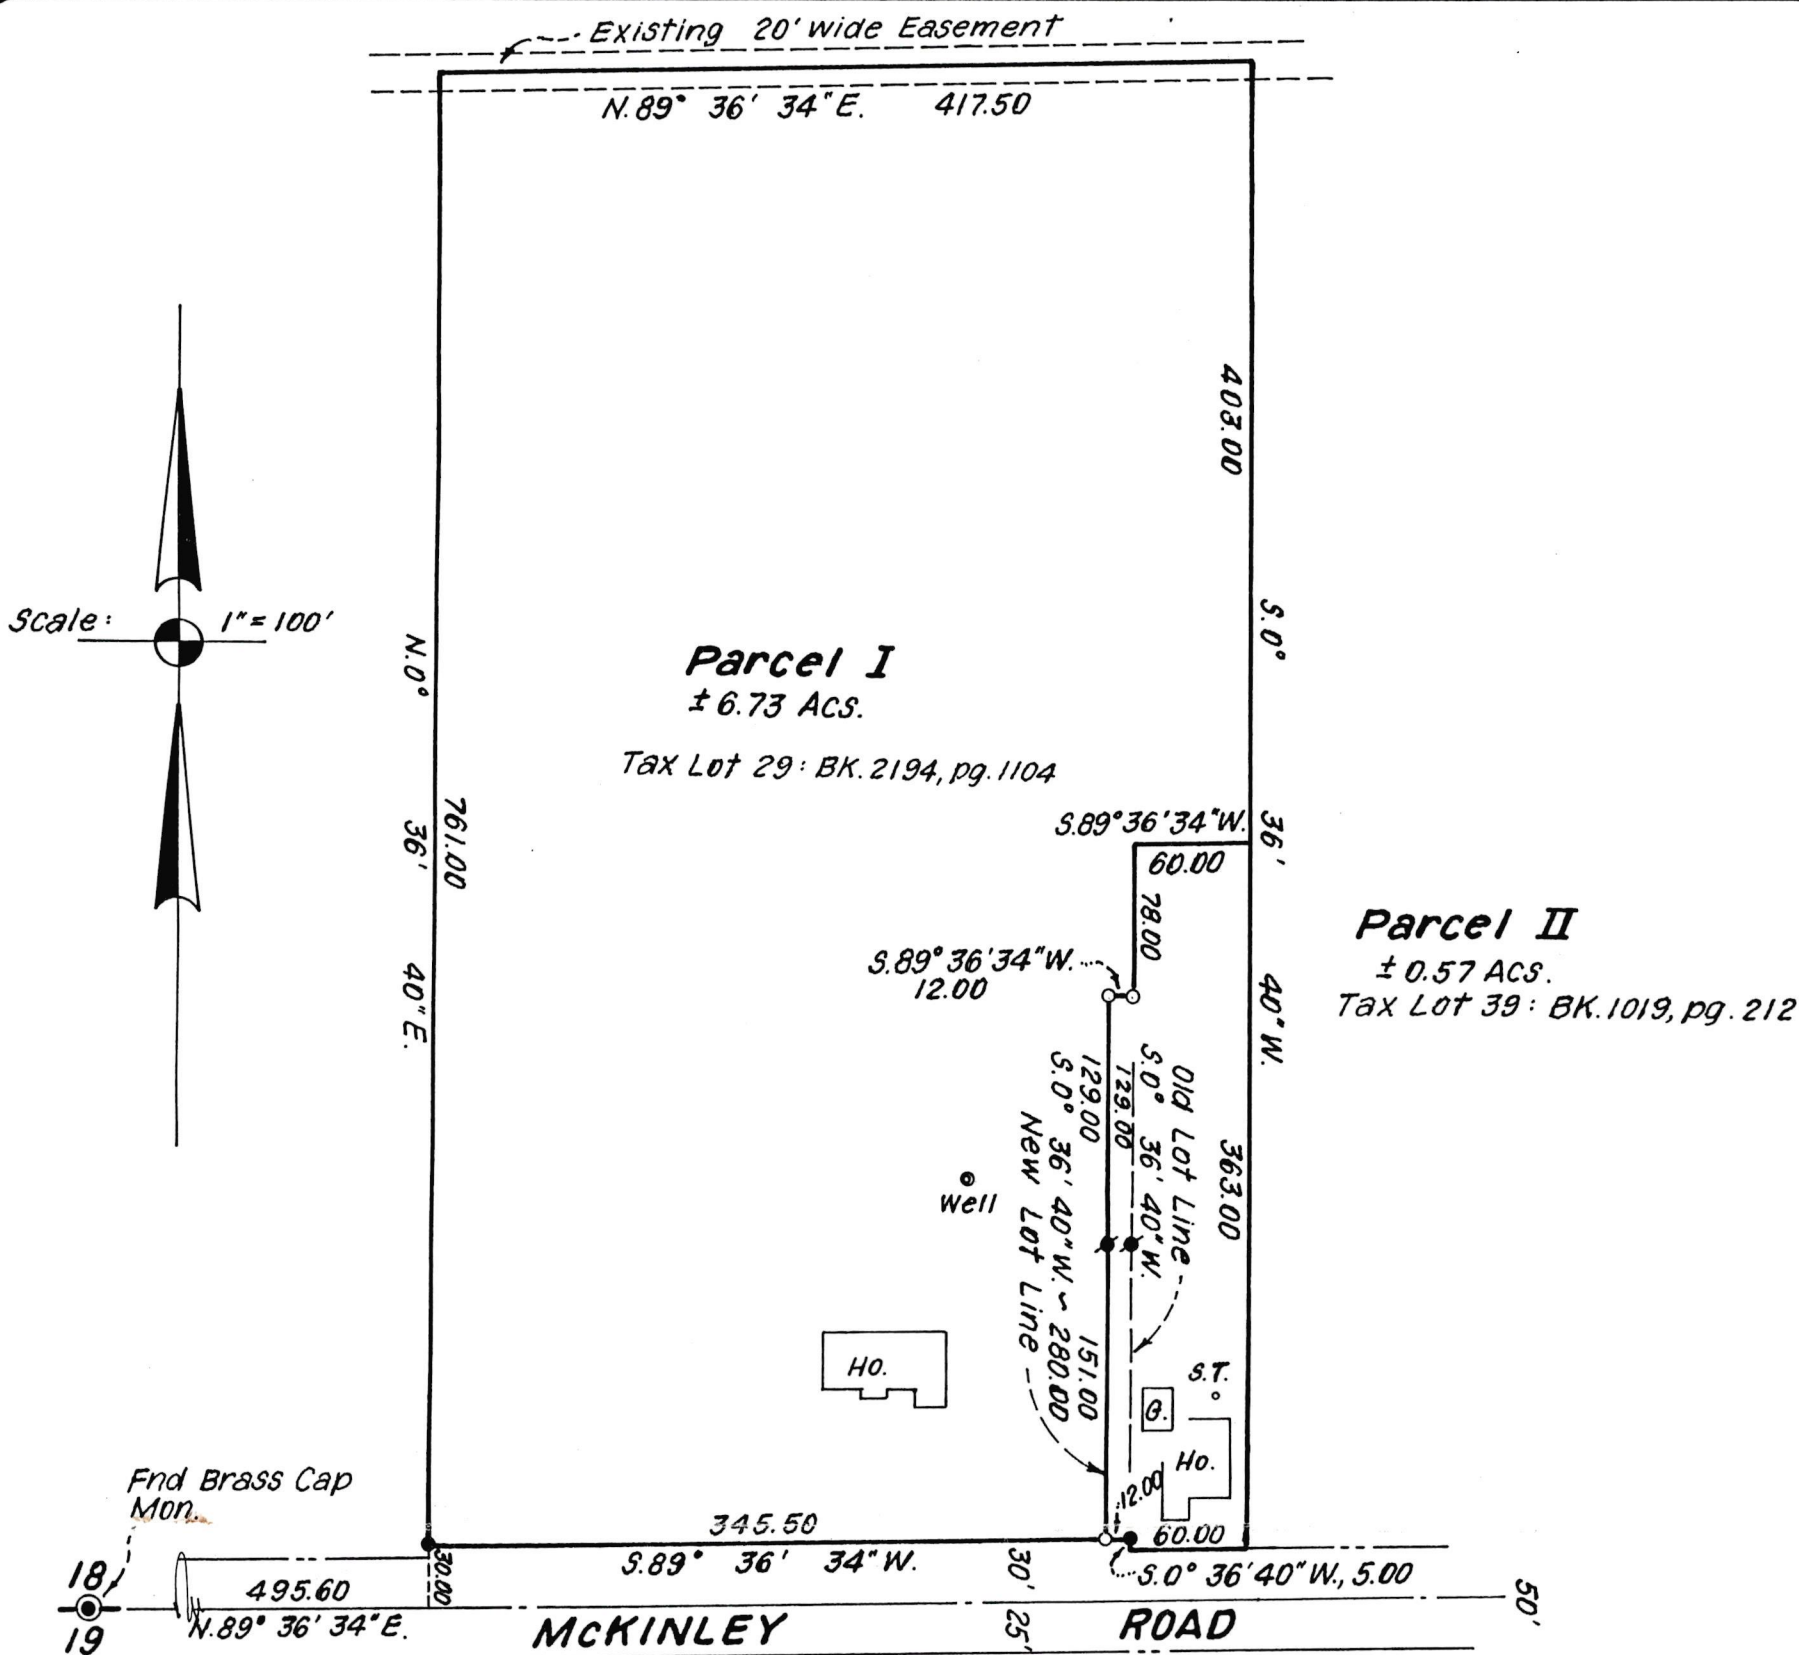 Existing 20' wide Easement
N.89° 36' 34"E. 417.50
403.00
Scale: 1"=100'
S.0° 36' 40"W.
N.0° 36' 40"E.
761.00
Parcel I
± 6.73 Acs.
Tax Lot 29: BK.2194, pg.1104
S.89°36'34"W.
60.00
78.00
Parcel II
± 0.57 Acs.
Tax Lot 39: BK.1019, pg.212
S.89°36'34"W.
12.00
Old Lot Line
S.0° 36' 40"W.
129.00
129.00 151.00
S.0° 36' 40"W. ~ 280.00
New Lot Line
363.00
Well
Ho.
S.T.
G.
Ho.
12.00
Fnd Brass Cap
Mon.
345.50
60.00
S.89° 36' 34"W.
S.0° 36'40"W., 5.00
30.00
30'
18
19
495.60
N.89° 36' 34"E.
McKINLEY ROAD
25'
50'